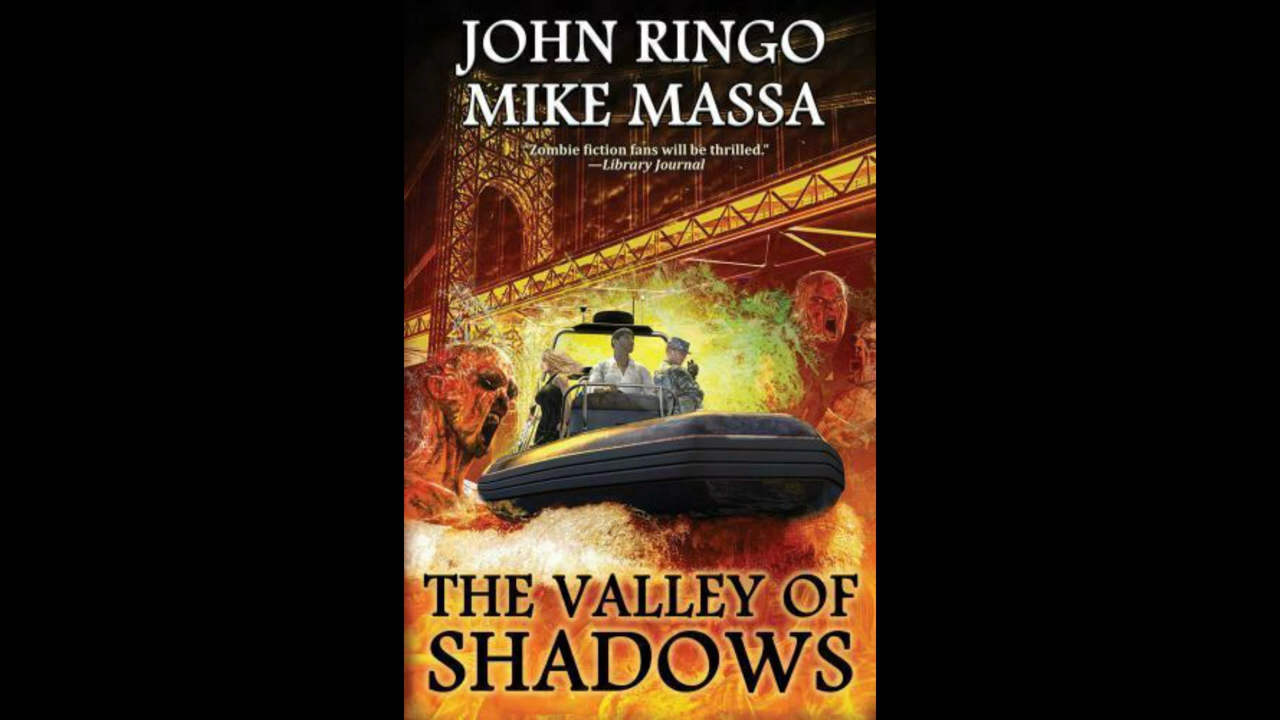 JOHN RINGO
MIKE MASSA
"Zombie fiction fans will be thrilled."
—Library Journal
THE VALLEY OF
SHADOWS